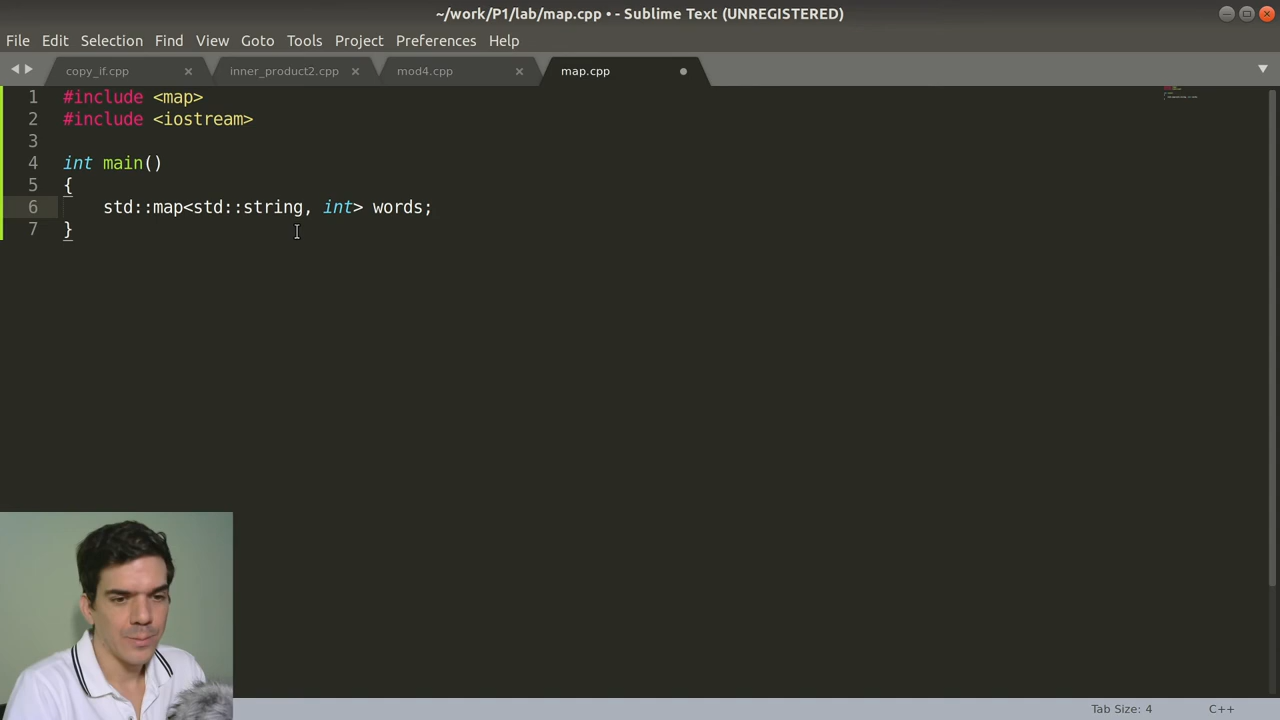 ~/work/P1/lab/map.cpp • - Sublime Text (UNREGISTERED)
File Edit Selection Find View Goto Tools Project Preferences Help
copy_if.cpp inner_product2.cpp mod4.cpp map.cpp
1 #include <map>
2 #include <iostream>
3
4 int main()
5 {
6 std::map<std::string, int> words;
7 }
Tab Size: 4 C++